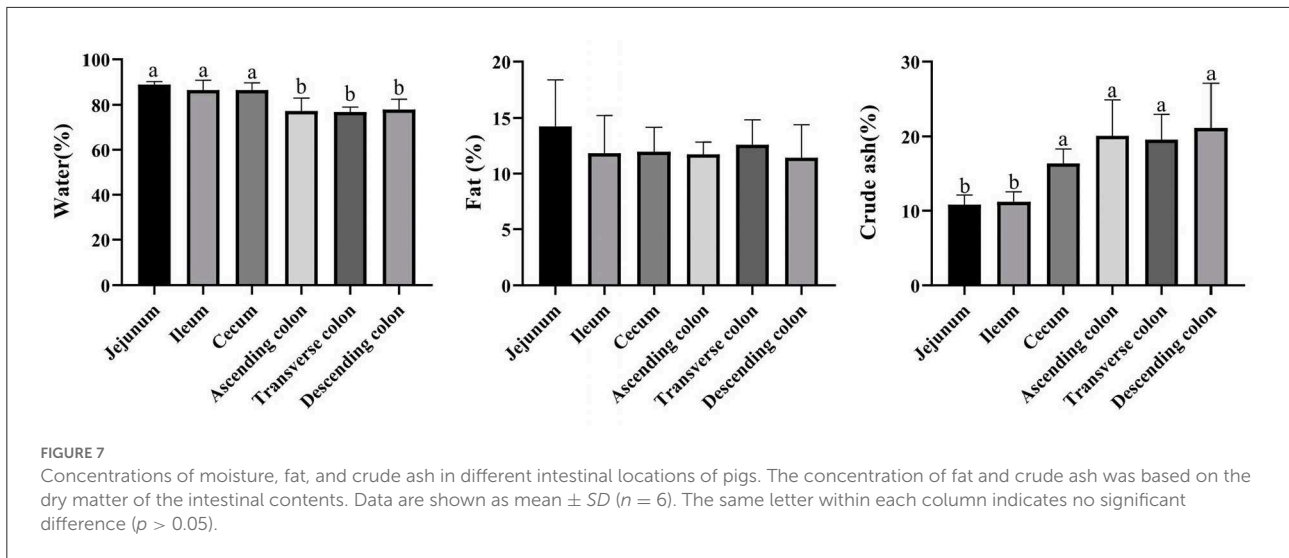 100
80
60
40
20
0
Water(%)
a
a
a
b
b
b
Jejunum
Ileum
Cecum
Ascending colon
Transverse colon
Descending colon
20
15
10
5
0
Fat (%)
Jejunum
Ileum
Cecum
Ascending colon
Transverse colon
Descending colon
30
20
10
0
Crude ash(%)
b
b
a
a
a
a
Jejunum
Ileum
Cecum
Ascending colon
Transverse colon
Descending colon
FIGURE 7
Concentrations of moisture, fat, and crude ash in different intestinal locations of pigs. The concentration of fat and crude ash was based on the
dry matter of the intestinal contents. Data are shown as mean ± SD (n = 6). The same letter within each column indicates no significant
difference (p > 0.05).